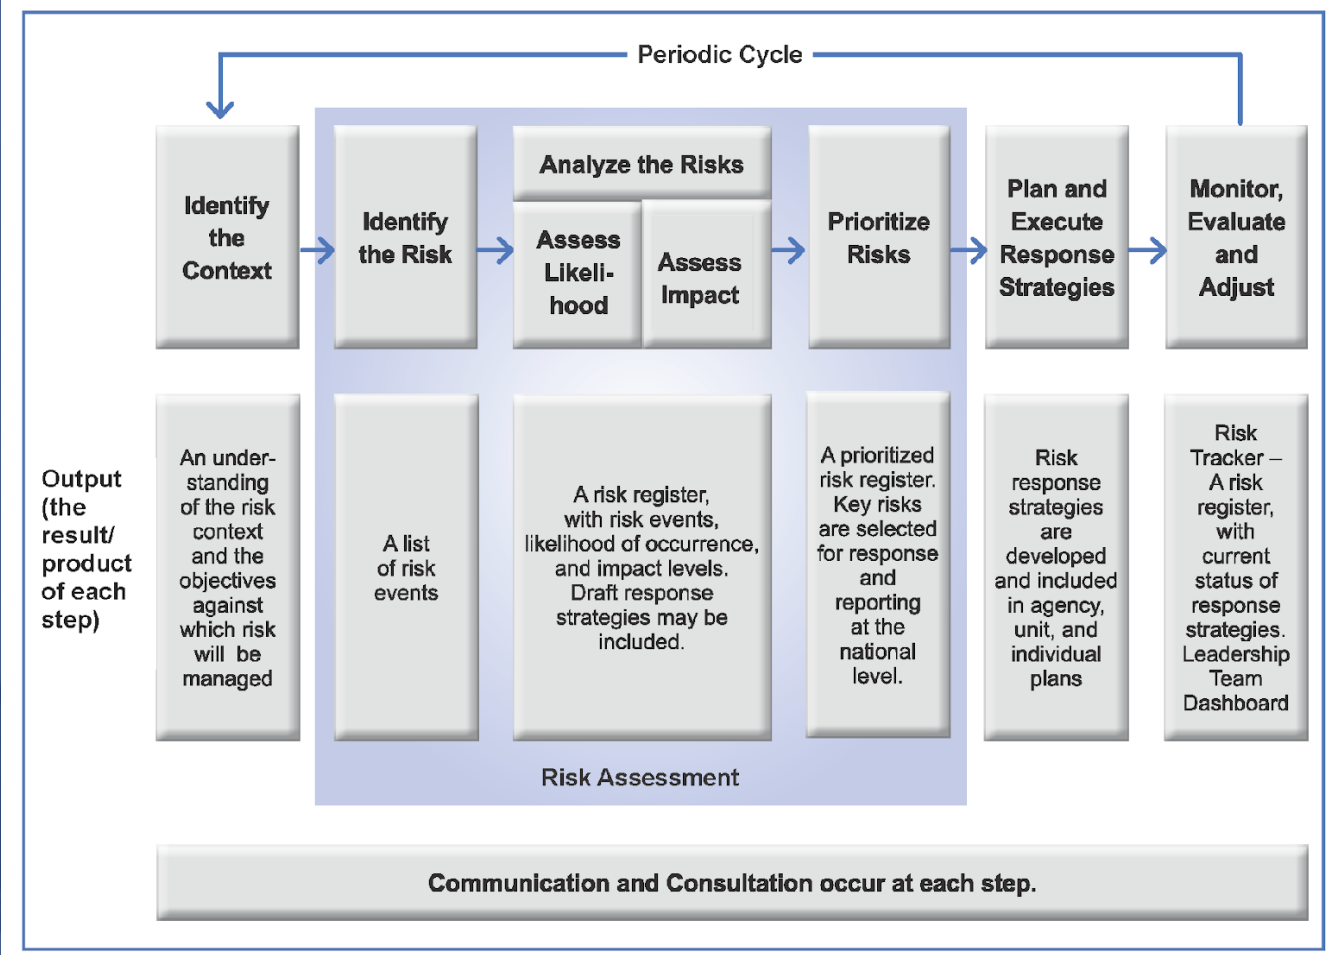 Periodic Cycle
Identify
the
Context
Identify
the Risk
Analyze the Risks
Assess
Likeli-
hood
Assess
Impact
Prioritize
Risks
Plan and
Execute
Response
Strategies
Monitor,
Evaluate
and
Adjust
Output
(the
result/
product
of each
step)
An under-
standing
of the risk
context
and the
objectives
against
which risk
will be
managed
A list
of risk
events
A risk register,
with risk events,
likelihood of occurrence,
and impact levels.
Draft response
strategies may be
included.
A prioritized
risk register.
Key risks
are selected
for response
and
reporting
at the
national
level.
Risk
response
strategies
are
developed
and included
in agency,
unit, and
individual
plans
Risk
Tracker –
A risk
register,
with
current
status of
response
strategies.
Leadership
Team
Dashboard
Risk Assessment
Communication and Consultation occur at each step.